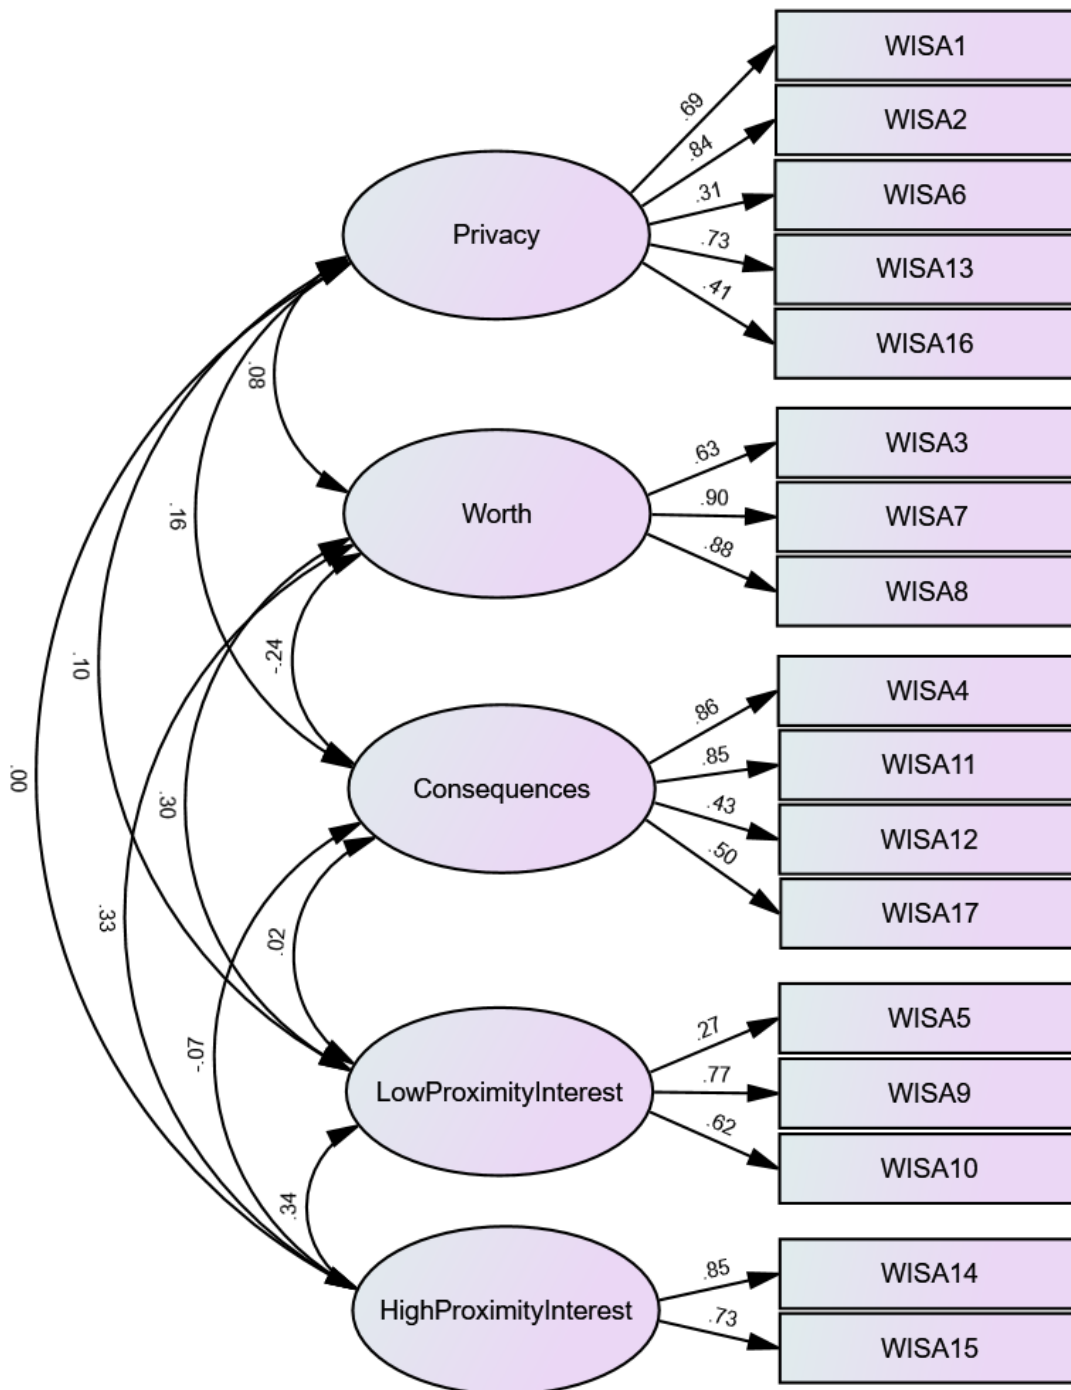 WISA1
.69
WISA2
.84
WISA6
.31
Privacy
.73
WISA13
.41
WISA16
.08
WISA3
.63
.90
WISA7
Worth
.16
.88
WISA8
-.24
.10
WISA4
.86
.85
WISA11
.00
Consequences
.30
.43
WISA12
.50
.33
WISA17
.02
WISA5
.27
-.07
.77
WISA9
LowProximityInterest
.62
WISA10
.34
.85
WISA14
HighProximityInterest
.73
WISA15